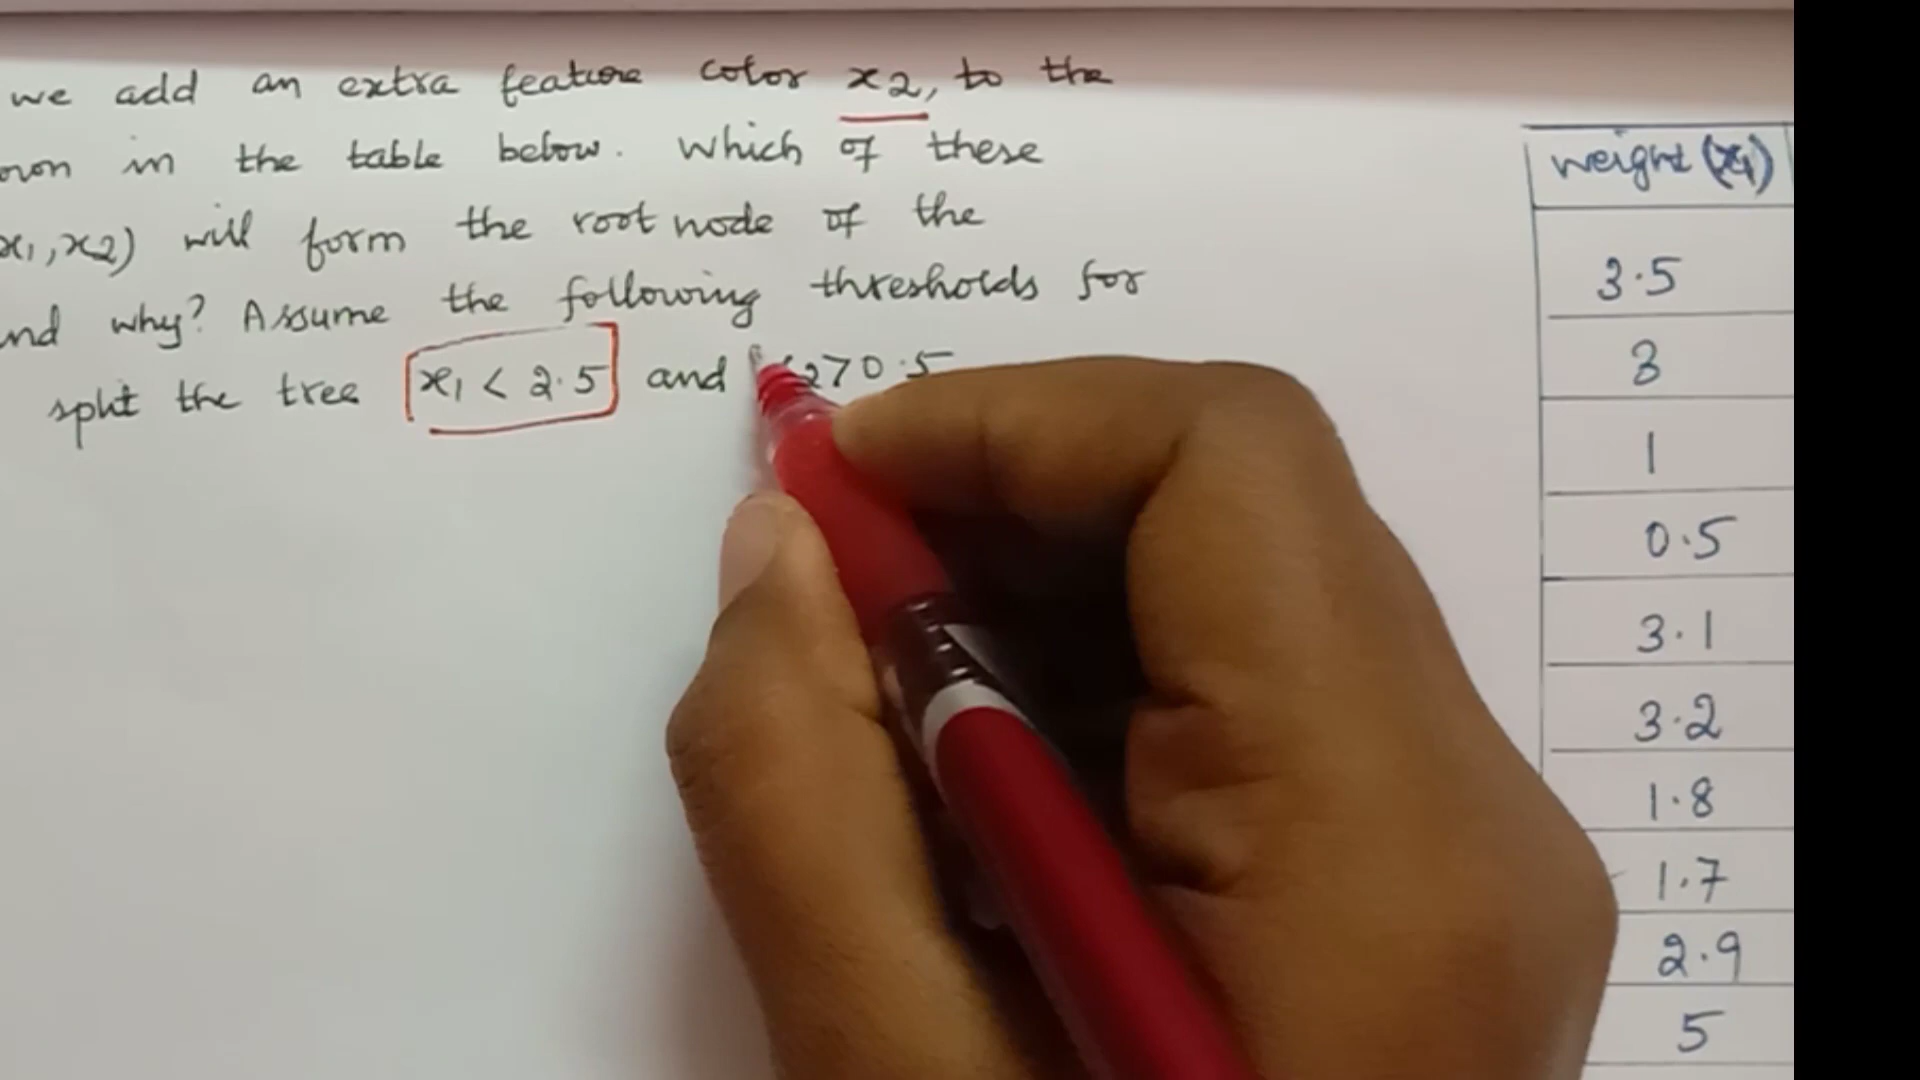 we add an extra feature color x2, to the
in the table below. Which of these
x1, x2) will form the root node of the
why? Assume the following thresholds for
split the tree x1 < 2.5 and 2>0.5
weight (x1)
3.5
3
1
0.5
3.1
3.2
1.8
1.7
2.9
5